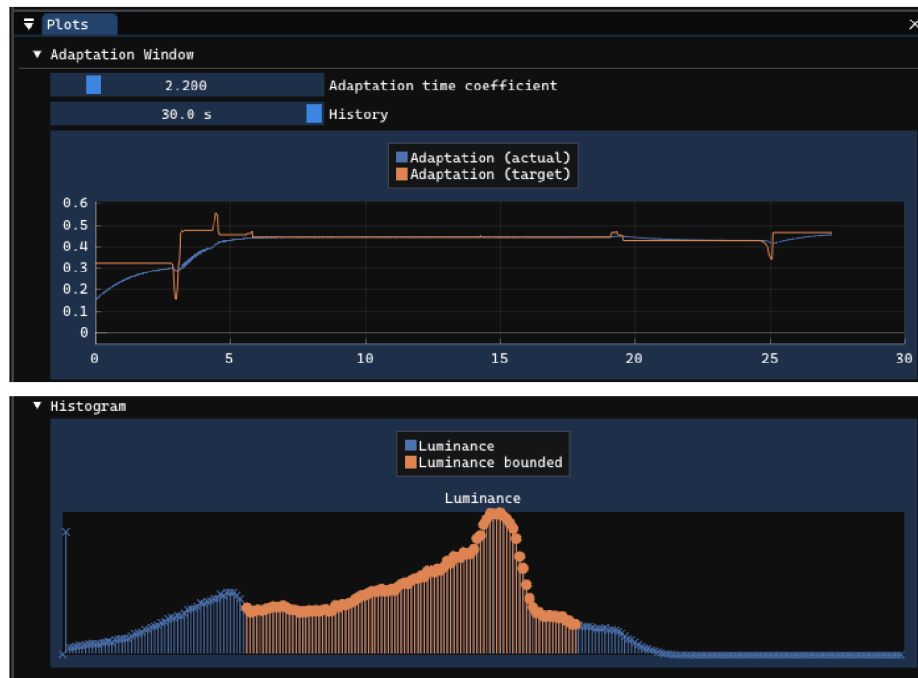 Plots
Adaptation Window
2.200 Adaptation time coefficient
30.0 s History
Adaptation (actual)
Adaptation (target)
0.6
0.5
0.4
0.3
0.2
0.1
0
0 5 10 15 20 25 30
Histogram
Luminance
Luminance bounded
Luminance